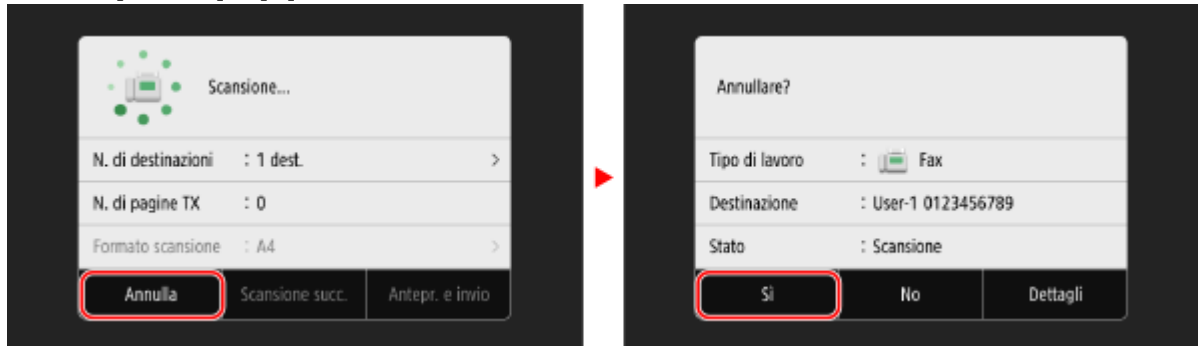 Scansione...
N. di destinazioni : 1 dest. >
N. di pagine TX : 0
Formato scansione : A4 >
Annulla Scansione succ. Antepr. e invio
Annullare?
Tipo di lavoro : Fax
Destinazione : User-1 0123456789
Stato : Scansione
Sì No Dettagli